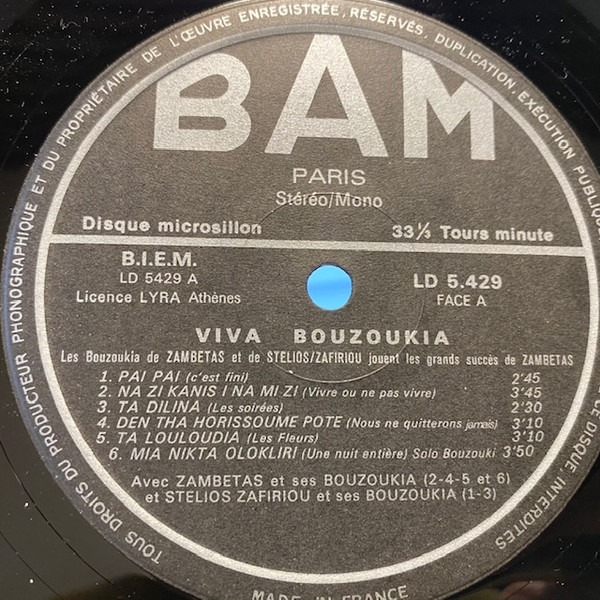 TOUS DROITS DU PRODUCTEUR PHONOGRAPHIQUE ET DU PROPRIÉTAIRE DE L'ŒUVRE ENREGISTRÉE, RÉSERVÉS, DUPLICATION, EXÉCUTION PUBLIQUE
CE DISQUE INTERDITES
BAM
PARIS
Stéréo/Mono
Disque microsillon
33⅓ Tours minute
B.I.E.M.
LD 5429 A
Licence LYRA Athènes
LD 5.429
FACE A
VIVA BOUZOUKIA
Les Bouzoukia de ZAMBETAS et de STELIOS/ZAFIRIOU jouent les grands succès de ZAMBETAS
1. PAI PAI (c'est fini) 2'45
2. NA ZI KANIS I NA MI ZI (Vivre ou ne pas vivre) 3'45
3. TA DILINA (Les soirées) 2'30
4. DEN THA HORISSOUME POTE (Nous ne quitterons jamais) 3'10
5. TA LOULOUDIA (Les Fleurs) 3'10
6. MIA NIKTA OLOKLIRI (Une nuit entière) Solo Bouzouki 3'50
Avec ZAMBETAS et ses BOUZOUKIA (2-4-5 et 6)
et STELIOS ZAFIRIOU et ses BOUZOUKIA (1-3)
MADE IN FRANCE